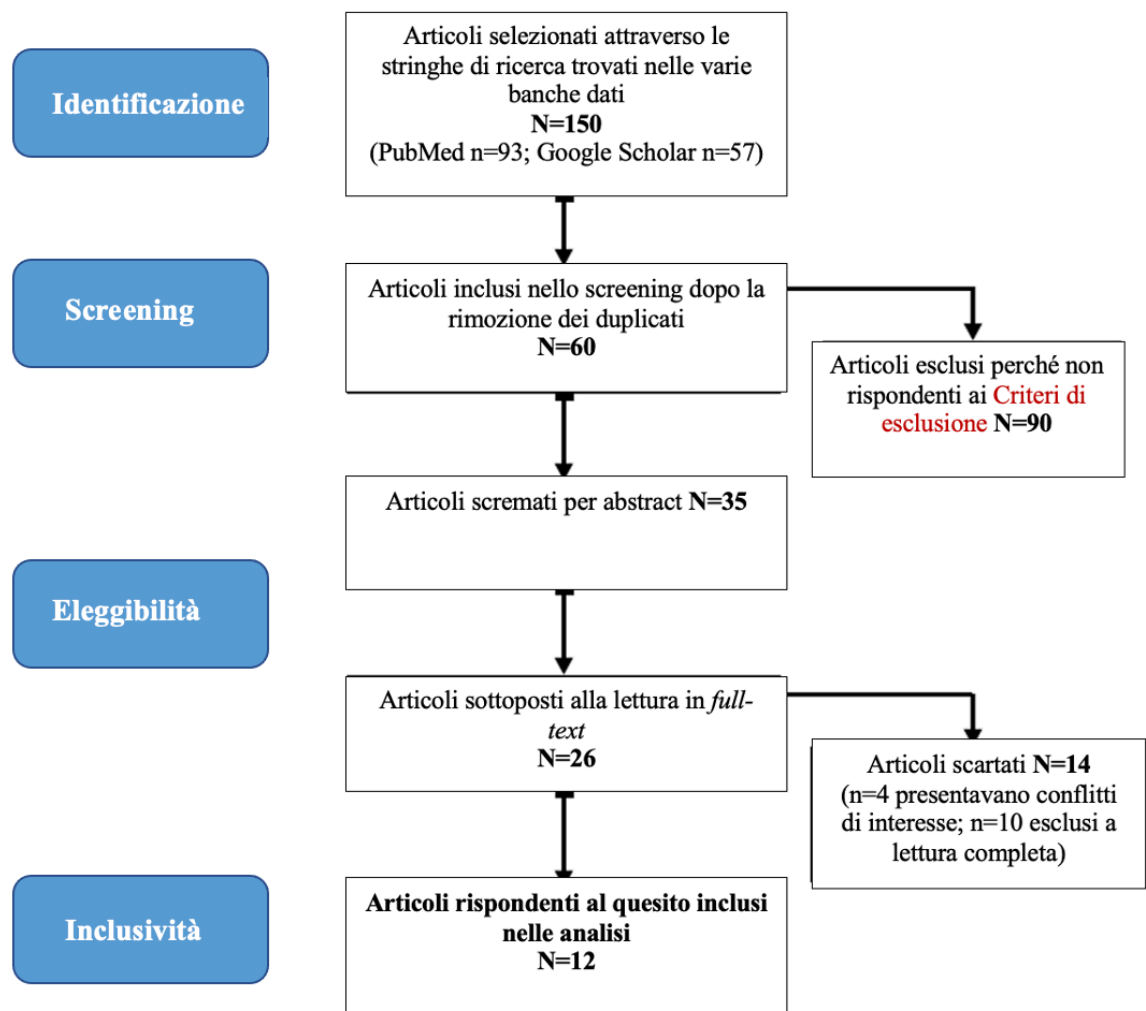 Identificazione
Articoli selezionati attraverso le
stringhe di ricerca trovati nelle varie
banche dati
N=150
(PubMed n=93; Google Scholar n=57)
Screening
Articoli inclusi nello screening dopo la
rimozione dei duplicati
N=60
Articoli esclusi perché non
rispondenti ai Criteri di
esclusione N=90
Articoli scremati per abstract N=35
Eleggibilità
Articoli sottoposti alla lettura in full-
text
N=26
Articoli scartati N=14
(n=4 presentavano conflitti
di interesse; n=10 esclusi a
lettura completa)
Inclusività
Articoli rispondenti al quesito inclusi
nelle analisi
N=12